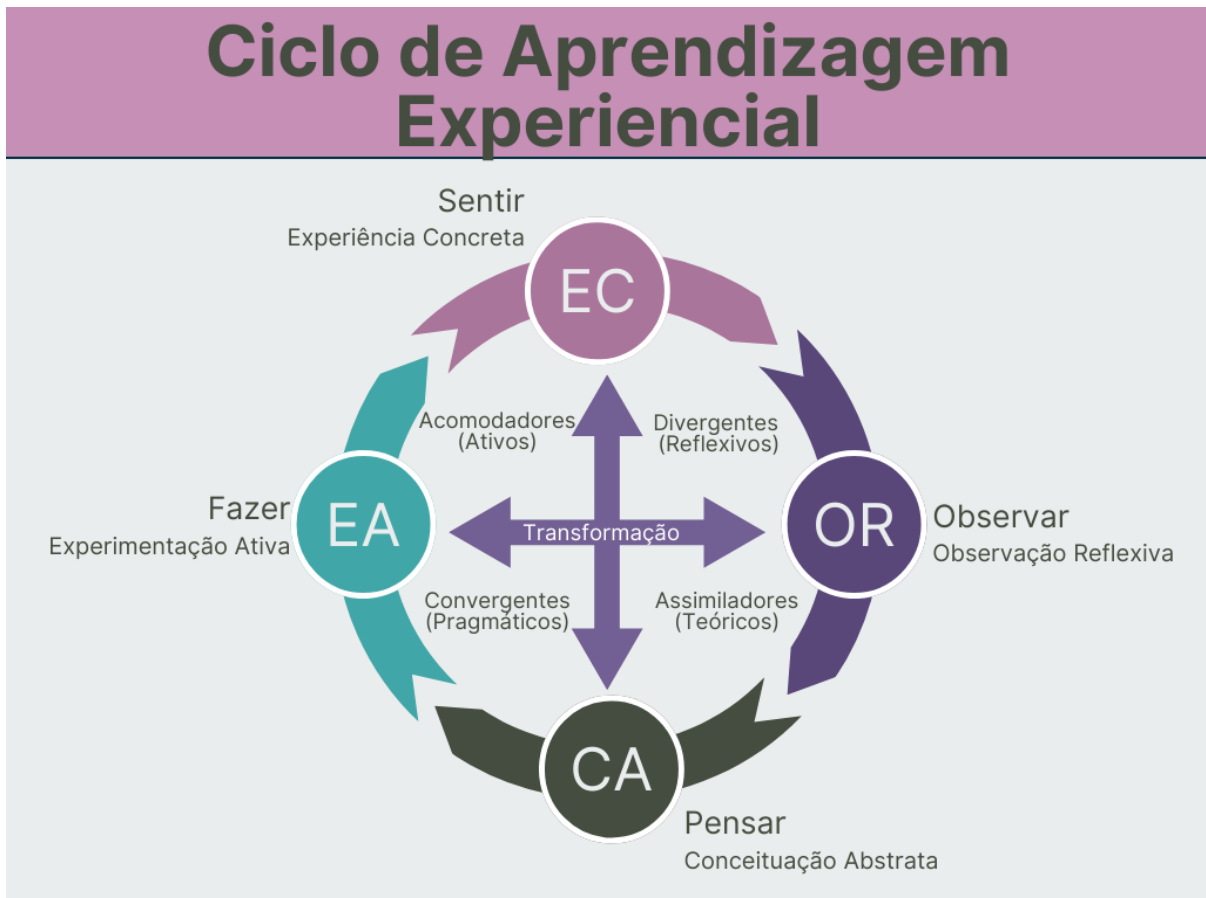 Ciclo de Aprendizagem
Experiencial
Sentir
Experiência Concreta
EC
Acomodadores
(Ativos)
Divergentes
(Reflexivos)
Fazer
Experimentação Ativa
EA
Transformação
OR
Observar
Observação Reflexiva
Convergentes
(Pragmáticos)
Assimiladores
(Teóricos)
CA
Pensar
Conceituação Abstrata